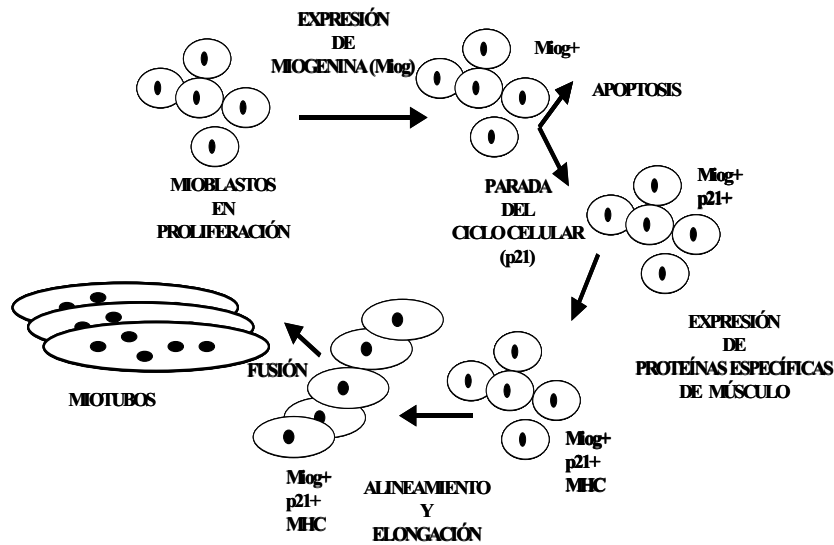 EXPRESIÓN
DE
MIOGENINA (Miog)
Miog+
APOPTOSIS
MIOBLASTOS
EN
PROLIFERACIÓN
PARADA
DEL
CICLO CELULAR
(p21)
Miog+
p21+
EXPRESIÓN
DE
PROTEÍNAS ESPECÍFICAS
DE MÚSCULO
Miog+
p21+
MHC
ALINEAMIENTO
Y
ELONGACIÓN
Miog+
p21+
MHC
FUSIÓN
MIOTUBOS